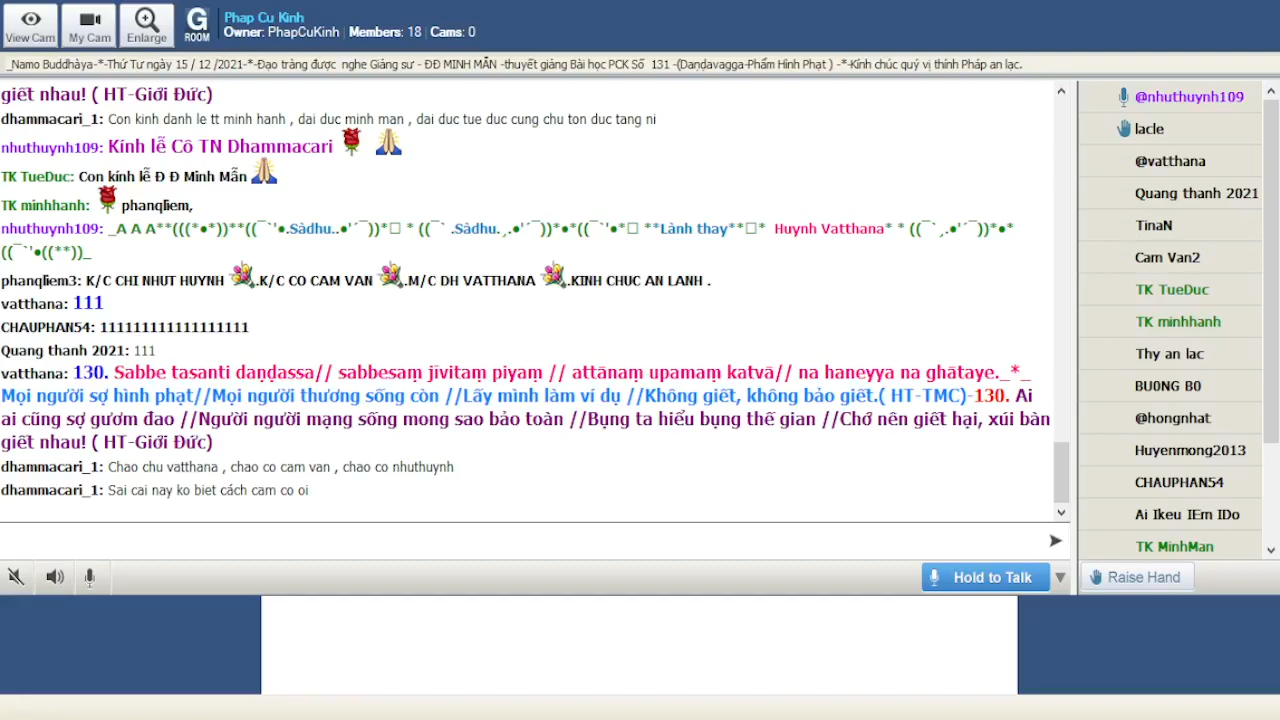 View Cam
My Cam
Enlarge
G
ROOM
Phap Cu Kinh
Owner: PhapCuKinh | Members: 18 | Cams: 0
_Namo Buddhàya-*-Thứ Tư ngày 15 / 12 /2021-*-Đạo tràng được nghe Giảng sư - ĐĐ MINH MẪN -thuyết giảng Bài học PCK Số 131 -(Daṇḍavagga-Phẩm Hình Phạt ) -*-Kính chúc quý vị thính Pháp an lạc.
giết nhau! ( HT-Giới Đức)
dhammacari_1: Con kinh danh le tt minh hanh , dai duc minh man , dai duc tue duc cung chu ton duc tang ni
nhuthuynh109: Kính lễ Cô TN Dhammacari
TK TueDuc: Con kính lễ Đ Đ Minh Mẫn
TK minhhanh: phanqliem,
nhuthuynh109: _A A A**(((*•*))**((¯`'•.Sàdhu..•'´¯))*□ * ((¯` .Sàdhu.¸.•'´¯))*•*((¯`'•*□ **Lành thay**□* Huynh Vatthana* * ((¯`¸.•'´¯))*•*
((¯`'•((**))_
phanqliem3: K/C CHI NHUT HUYNH .K/C CO CAM VAN .M/C DH VATTHANA .KINH CHUC AN LANH .
vatthana: 111
CHAUPHAN54: 1111111111111111111
Quang thanh 2021: 111
vatthana: 130. Sabbe tasanti daṇḍassa// sabbesaṃ jīvitaṃ piyaṃ // attānaṃ upamaṃ katvā// na haneyya na ghātaye._*_
Mọi người sợ hình phạt//Mọi người thương sống còn //Lấy mình làm ví dụ //Không giết, không bảo giết.( HT-TMC)-130. Ai
ai cũng sợ gươm đao //Người người mạng sống mong sao bảo toàn //Bụng ta hiểu bụng thế gian //Chớ nên giết hại, xúi bàn
giết nhau! ( HT-Giới Đức)
dhammacari_1: Chao chu vatthana , chao co cam van , chao co nhuthuynh
dhammacari_1: Sai cai nay ko biet cách cam co oi
Hold to Talk
@nhuthuynh109
lacle
@vatthana
Quang thanh 2021
TinaN
Cam Van2
TK TueDuc
TK minhhanh
Thy an lac
BU0NG B0
@hongnhat
Huyenmong2013
CHAUPHAN54
Ai Ikeu IEm IDo
TK MinhMan
Raise Hand